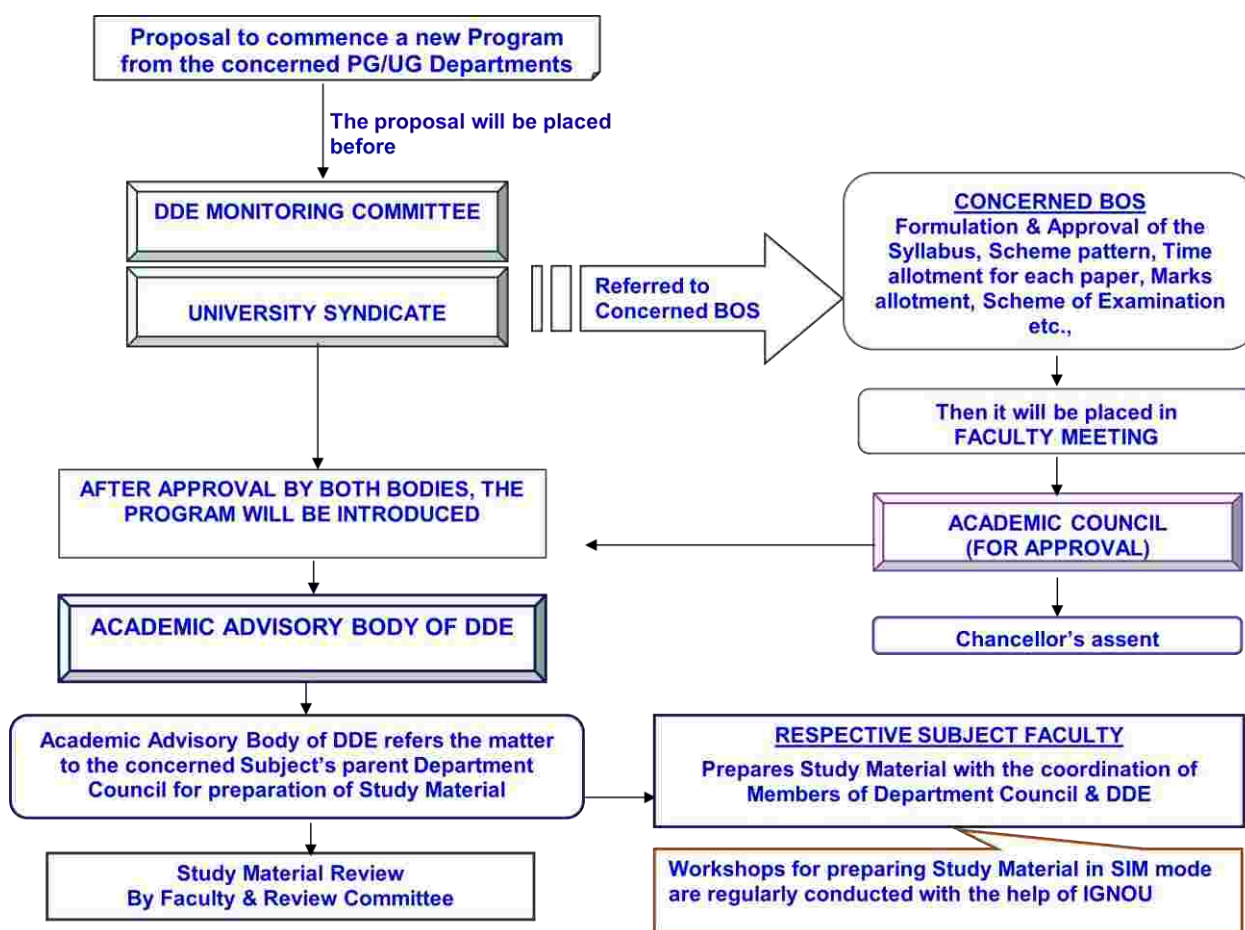 Proposal to commence a new Program
from the concerned PG/UG Departments
The proposal will be placed
before
DDE MONITORING COMMITTEE
UNIVERSITY SYNDICATE
Referred to
Concerned BOS
CONCERNED BOS
Formulation & Approval of the
Syllabus, Scheme pattern, Time
allotment for each paper, Marks
allotment, Scheme of Examination
etc.,
Then it will be placed in
FACULTY MEETING
AFTER APPROVAL BY BOTH BODIES, THE
PROGRAM WILL BE INTRODUCED
ACADEMIC COUNCIL
(FOR APPROVAL)
ACADEMIC ADVISORY BODY OF DDE
Chancellor's assent
Academic Advisory Body of DDE refers the matter
to the concerned Subject's parent Department
Council for preparation of Study Material
RESPECTIVE SUBJECT FACULTY
Prepares Study Material with the coordination of
Members of Department Council & DDE
Study Material Review
By Faculty & Review Committee
Workshops for preparing Study Material in SIM mode
are regularly conducted with the help of IGNOU